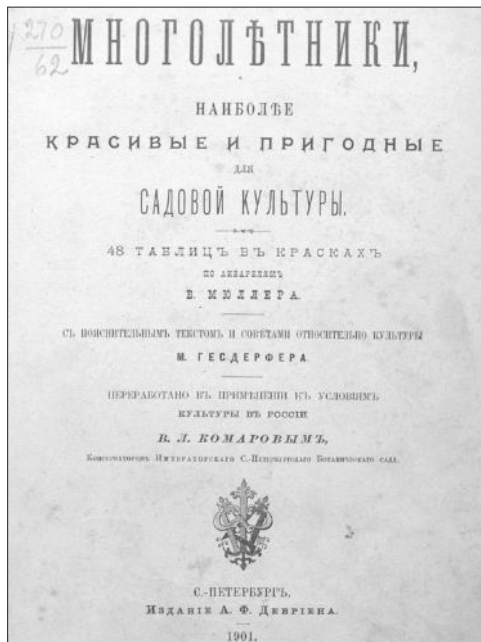 270
62
МНОГОЛѢТНИКИ,
НАИБОЛѢЕ
КРАСИВЫЕ И ПРИГОДНЫЕ
ДЛЯ
САДОВОЙ КУЛЬТУРЫ.
48 ТАБЛИЦЪ ВЪ КРАСКАХЪ
ПО АКВАРЕЛЯМЪ
В. МЮЛЛЕРА.
СЪ ПОЯСНИТЕЛЬНЫМЪ ТЕКСТОМЪ И СОВѢТАМИ ОТНОСИТЕЛЬНО КУЛЬТУРЫ
М. ГЕСДЕРФЕРА.
ПЕРЕРАБОТАНО ВЪ ПРИМѢНЕНІИ КЪ УСЛОВІЯМЪ
КУЛЬТУРЫ ВЪ РОССІИ
В. Л. КОМАРОВЫМЪ,
Консерваторомъ Императорскаго С.-Петербургскаго Ботаническаго сада.
С.-ПЕТЕРБУРГЪ.
Изданіе А. Ф. Девріена.
1901.